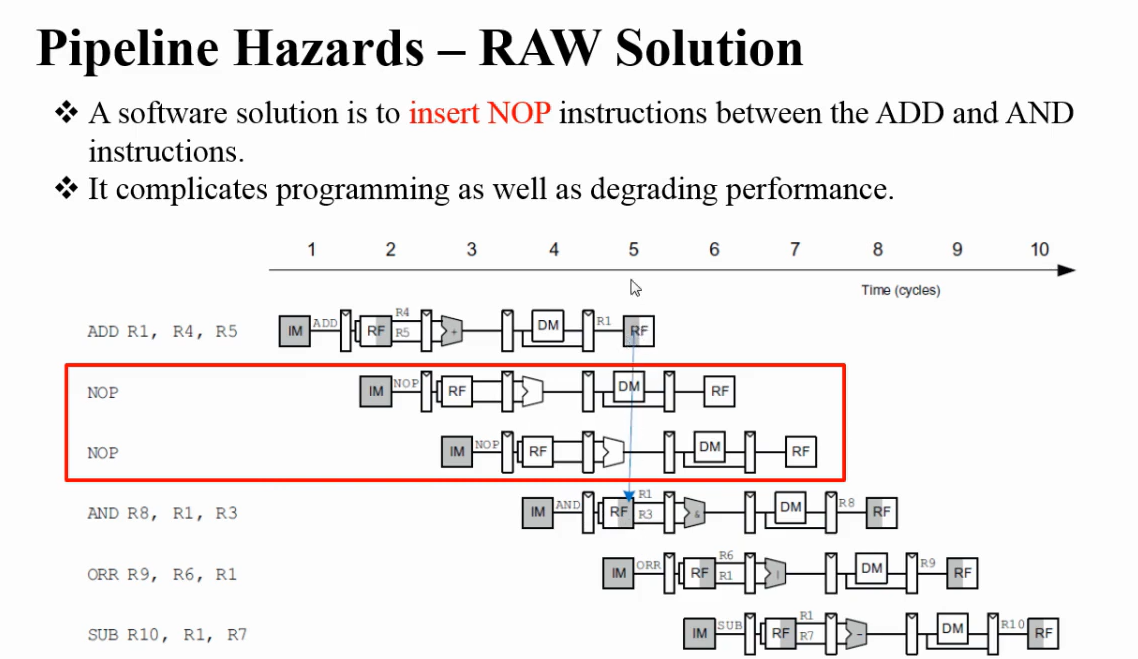 Pipeline Hazards – RAW Solution
❖ A software solution is to insert NOP instructions between the ADD and AND
instructions.
❖ It complicates programming as well as degrading performance.
1 2 3 4 5 6 7 8 9 10
Time (cycles)
ADD R1, R4, R5 IM ADD RF R4 R5 + DM R1 RF
NOP IM NOP RF DM RF
NOP IM NOP RF DM RF
AND R8, R1, R3 IM AND RF R1 R3 & DM R8 RF
ORR R9, R6, R1 IM ORR RF R6 R1 | DM R9 RF
SUB R10, R1, R7 IM SUB RF R1 R7 - DM R10 RF